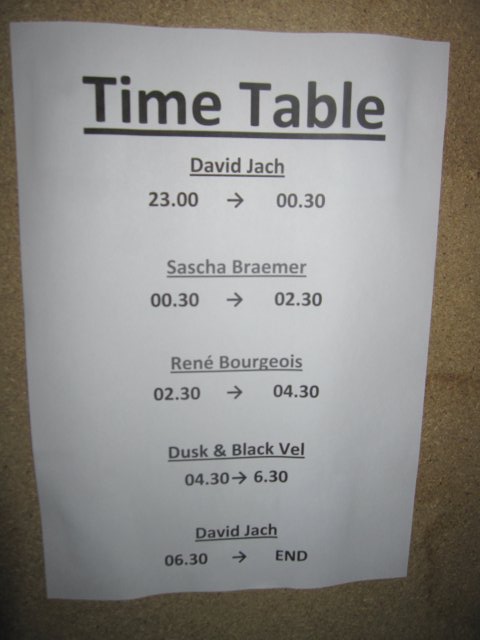 Time Table
David Jach
23.00 → 00.30
Sascha Braemer
00.30 → 02.30
René Bourgeois
02.30 → 04.30
Dusk & Black Vel
04.30 → 6.30
David Jach
06.30 → END